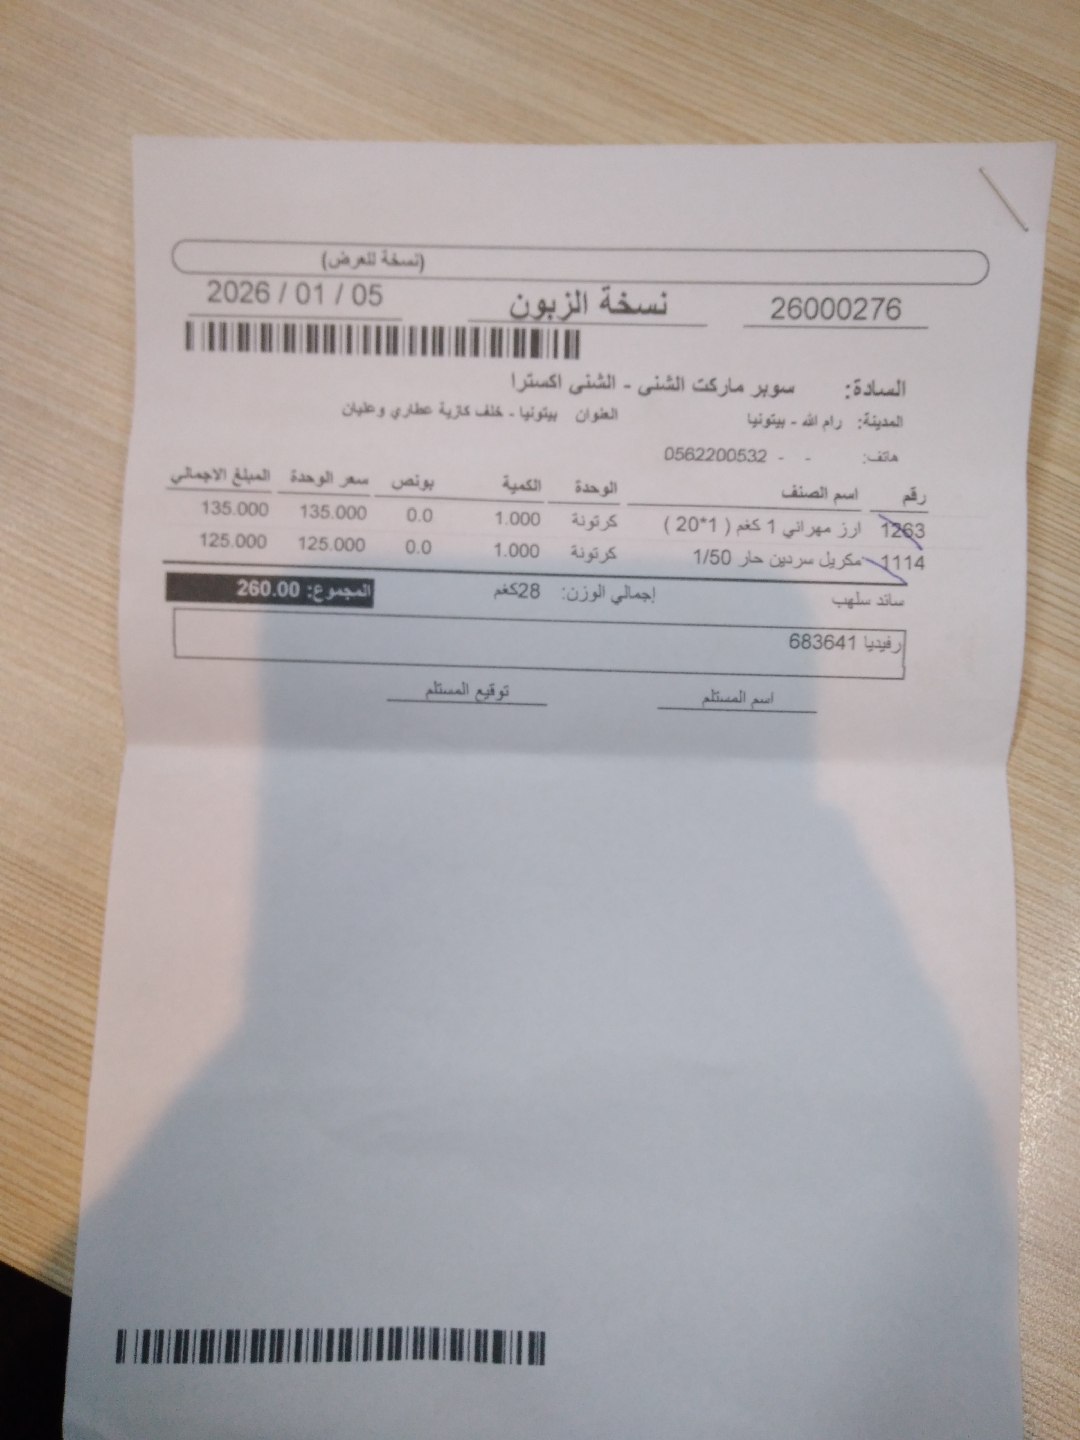 (نسخة للعرض)
26000276 نسخة الزبون 2026 / 01 / 05
السادة: سوبر ماركت الشني - الشني اكسترا
المدينة: رام الله - بيتونيا العنوان بيتونيا - خلف كازية عطاري وعليان
هاتف: - - 0562200532
رقم اسم الصنف الوحدة الكمية بونص سعر الوحدة المبلغ الاجمالي
1263 ارز مهراني 1 كغم ( 1*20 ) كرتونة 1.000 0.0 135.000 135.000
1114 مكريل سردين حار 1/50 كرتونة 1.000 0.0 125.000 125.000
سائد سلهب إجمالي الوزن: 28كغم المجموع: 260.00
رفيديا 683641
اسم المستلم توقيع المستلم